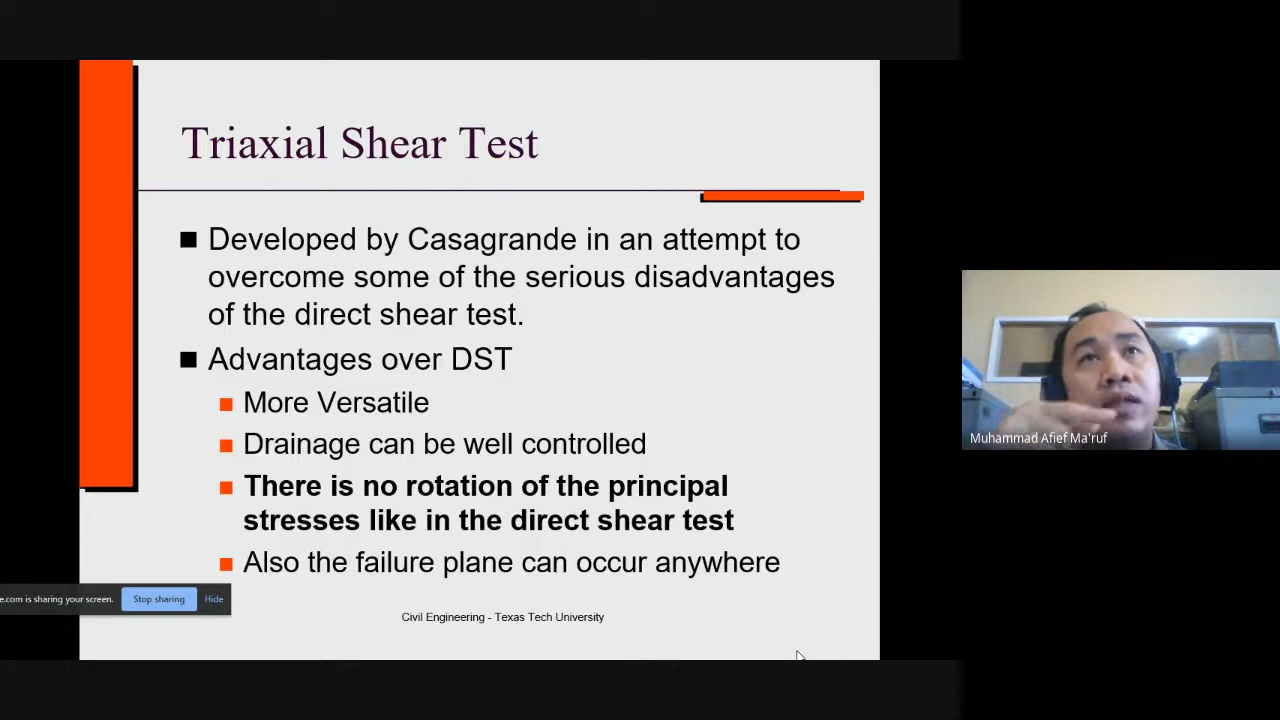 Triaxial Shear Test
Developed by Casagrande in an attempt to
overcome some of the serious disadvantages
of the direct shear test.
Advantages over DST
More Versatile
Drainage can be well controlled
There is no rotation of the principal
stresses like in the direct shear test
Also the failure plane can occur anywhere
e.com is sharing your screen.
Stop sharing
Hide
Civil Engineering - Texas Tech University
Muhammad Afief Ma'ruf